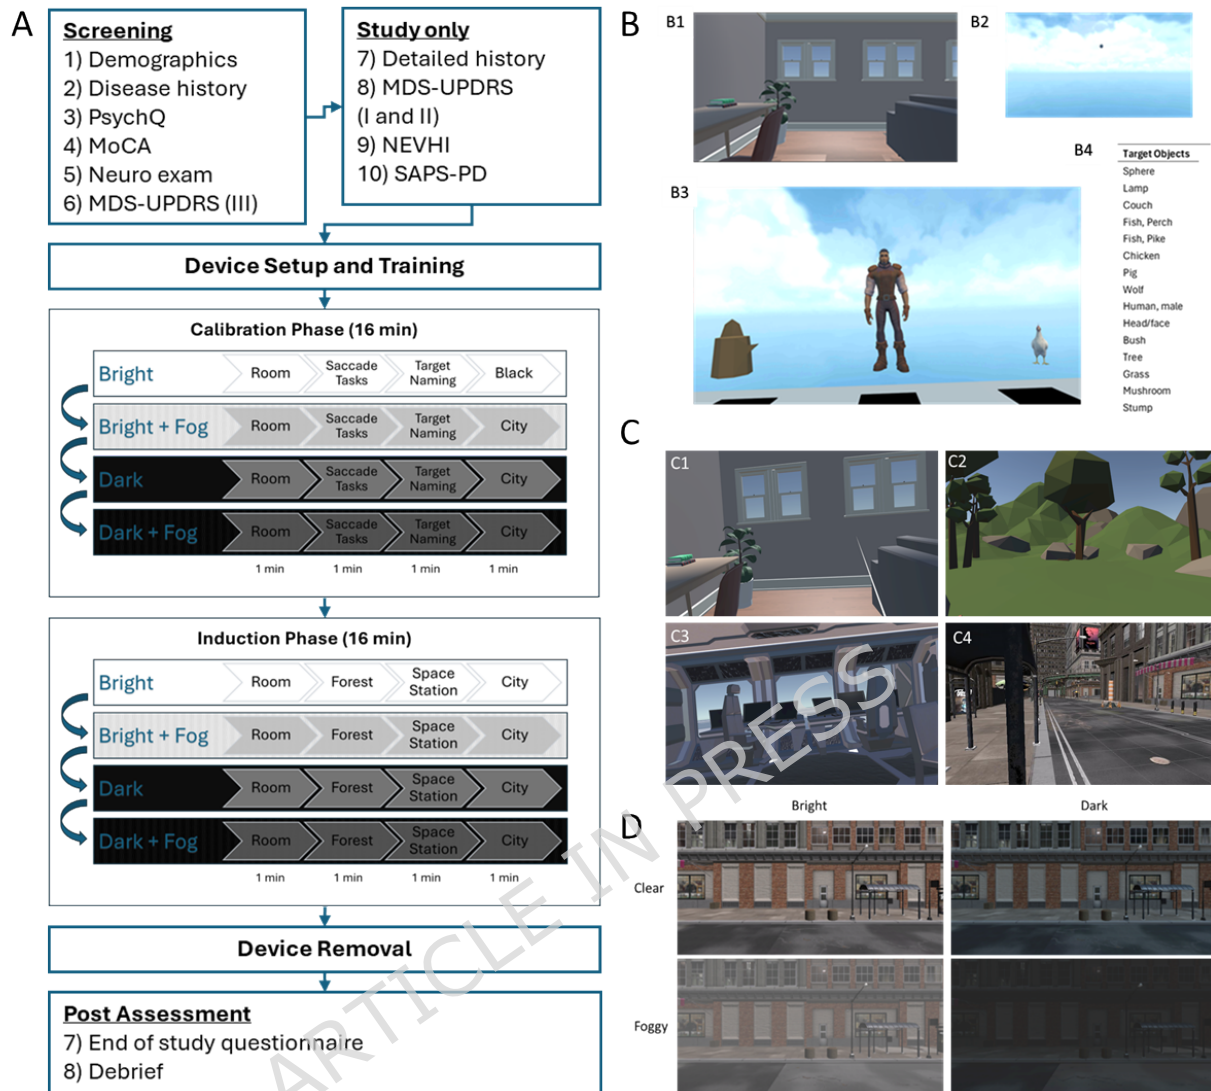 A
Screening
1) Demographics
2) Disease history
3) PsychQ
4) MoCA
5) Neuro exam
6) MDS-UPDRS (III)
Study only
7) Detailed history
8) MDS-UPDRS
(I and II)
9) NEVHI
10) SAPS-PD
Device Setup and Training
Calibration Phase (16 min)
Bright
Room
Saccade
Tasks
Target
Naming
Black
Bright + Fog
Room
Saccade
Tasks
Target
Naming
City
Dark
Room
Saccade
Tasks
Target
Naming
City
Dark + Fog
Room
Saccade
Tasks
Target
Naming
City
1 min 1 min 1 min 1 min
Induction Phase (16 min)
Bright
Room
Forest
Space
Station
City
Bright + Fog
Room
Forest
Space
Station
City
Dark
Room
Forest
Space
Station
City
Dark + Fog
Room
Forest
Space
Station
City
1 min 1 min 1 min 1 min
Device Removal
Post Assessment
7) End of study questionnaire
8) Debrief
B
B1
B2
B3
B4
Target Objects
Sphere
Lamp
Couch
Fish, Perch
Fish, Pike
Chicken
Pig
Wolf
Human, male
Head/face
Bush
Tree
Grass
Mushroom
Stump
C
C1
C2
C3
C4
D
Bright
Dark
Clear
Foggy
ARTICLE IN PRESS